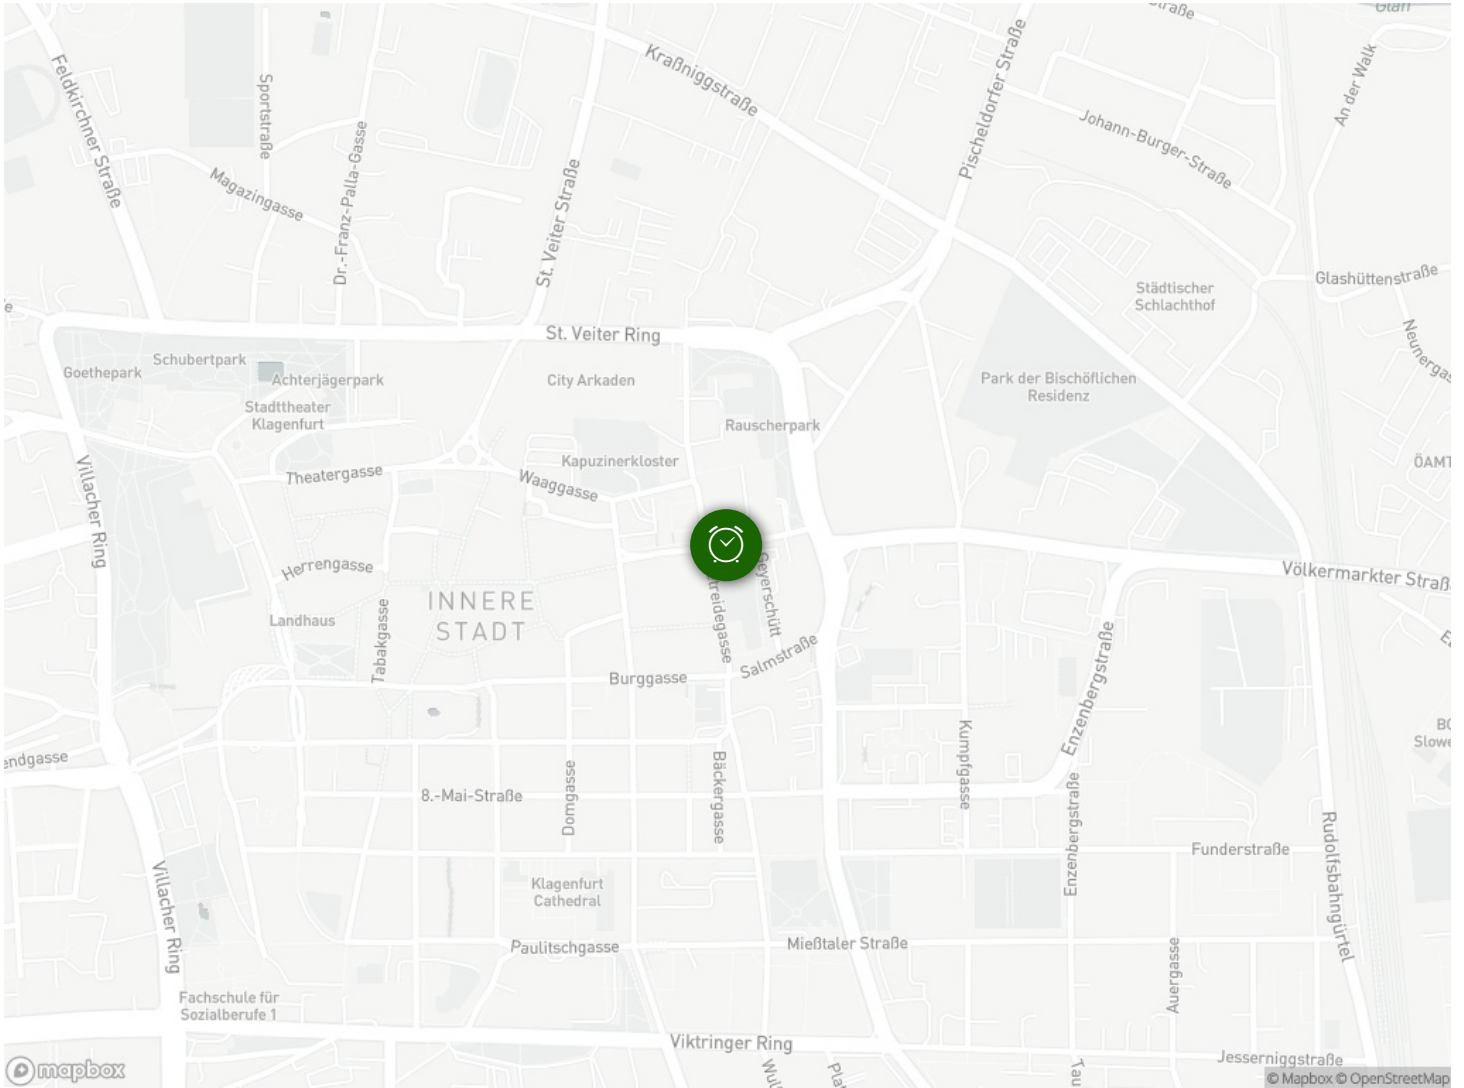 Glan
Kraßniggstraße
Pischeldorfer Straße
An der Walk
Feldkirchner Straße
Sportstraße
Johann-Burger-Straße
Dr.-Franz-Palla-Gasse
Magazingasse
St. Veiter Straße
Glashüttenstraße
Städtischer
Schlachthof
St. Veiter Ring
Schubertpark
Goethepark
Achterjägerpark
City Arkaden
Park der Bischöflichen
Residenz
Stadttheater
Klagenfurt
Rauscherpark
Kapuzinerkloster
Theatergasse
Waaggasse
Villacher Ring
Herrengasse
Geyerschütt
Völkermarkter Straß
INNERE
STADT
Landhaus
Tabakgasse
treidegasse
Salmstraße
Burggasse
Enzenbergstraße
Kumpfgasse
endgasse
8.-Mai-Straße
Domgasse
Bäckergasse
Enzenbergstraße
Funderstraße
Rudolfsbahngürtel
Villacher Ring
Klagenfurt
Cathedral
Paulitschgasse
Mießtaler Straße
Auergasse
Fachschule für
Sozialberufe 1
Viktringer Ring
Jesserniggstraße
mapbox
© Mapbox © OpenStreetMap